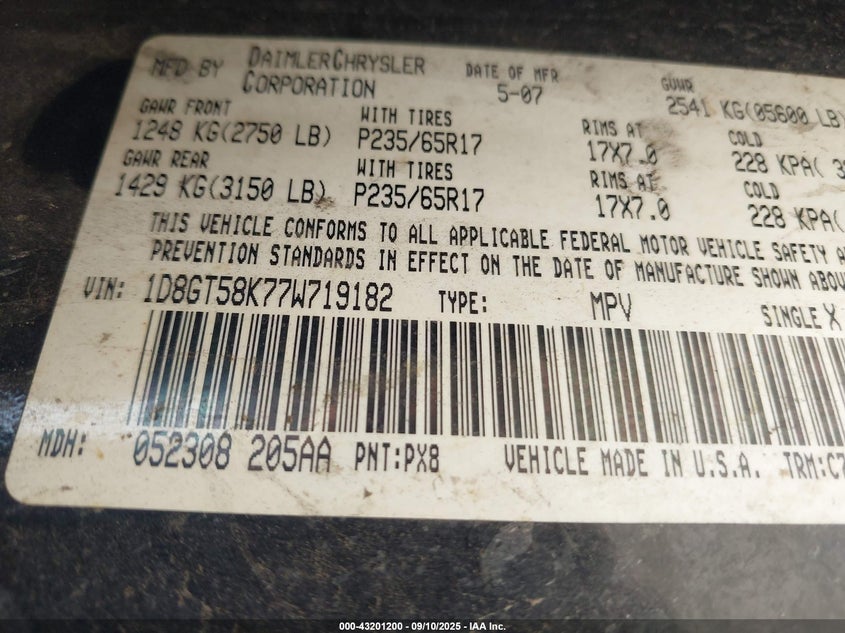 MFD BY DAIMLERCHRYSLER CORPORATION DATE OF MFR 5-07 GVWR 2541 KG(05600 LB)
GAWR FRONT WITH TIRES RIMS AT COLD
1248 KG(2750 LB) P235/65R17 17X7.0 228 KPA(
GAWR REAR WITH TIRES RIMS AT COLD
1429 KG(3150 LB) P235/65R17 17X7.0 228 KPA(
THIS VEHICLE CONFORMS TO ALL APPLICABLE FEDERAL MOTOR VEHICLE SAFETY
PREVENTION STANDARDS IN EFFECT ON THE DATE OF MANUFACTURE SHOWN
VIN: 1D8GT58K77W719182 TYPE: MPV SINGLE X
MDH: 052308 205AA PNT:PX8 VEHICLE MADE IN U.S.A. TRM:C7
000-43201200 - 09/10/2025 - IAA Inc.